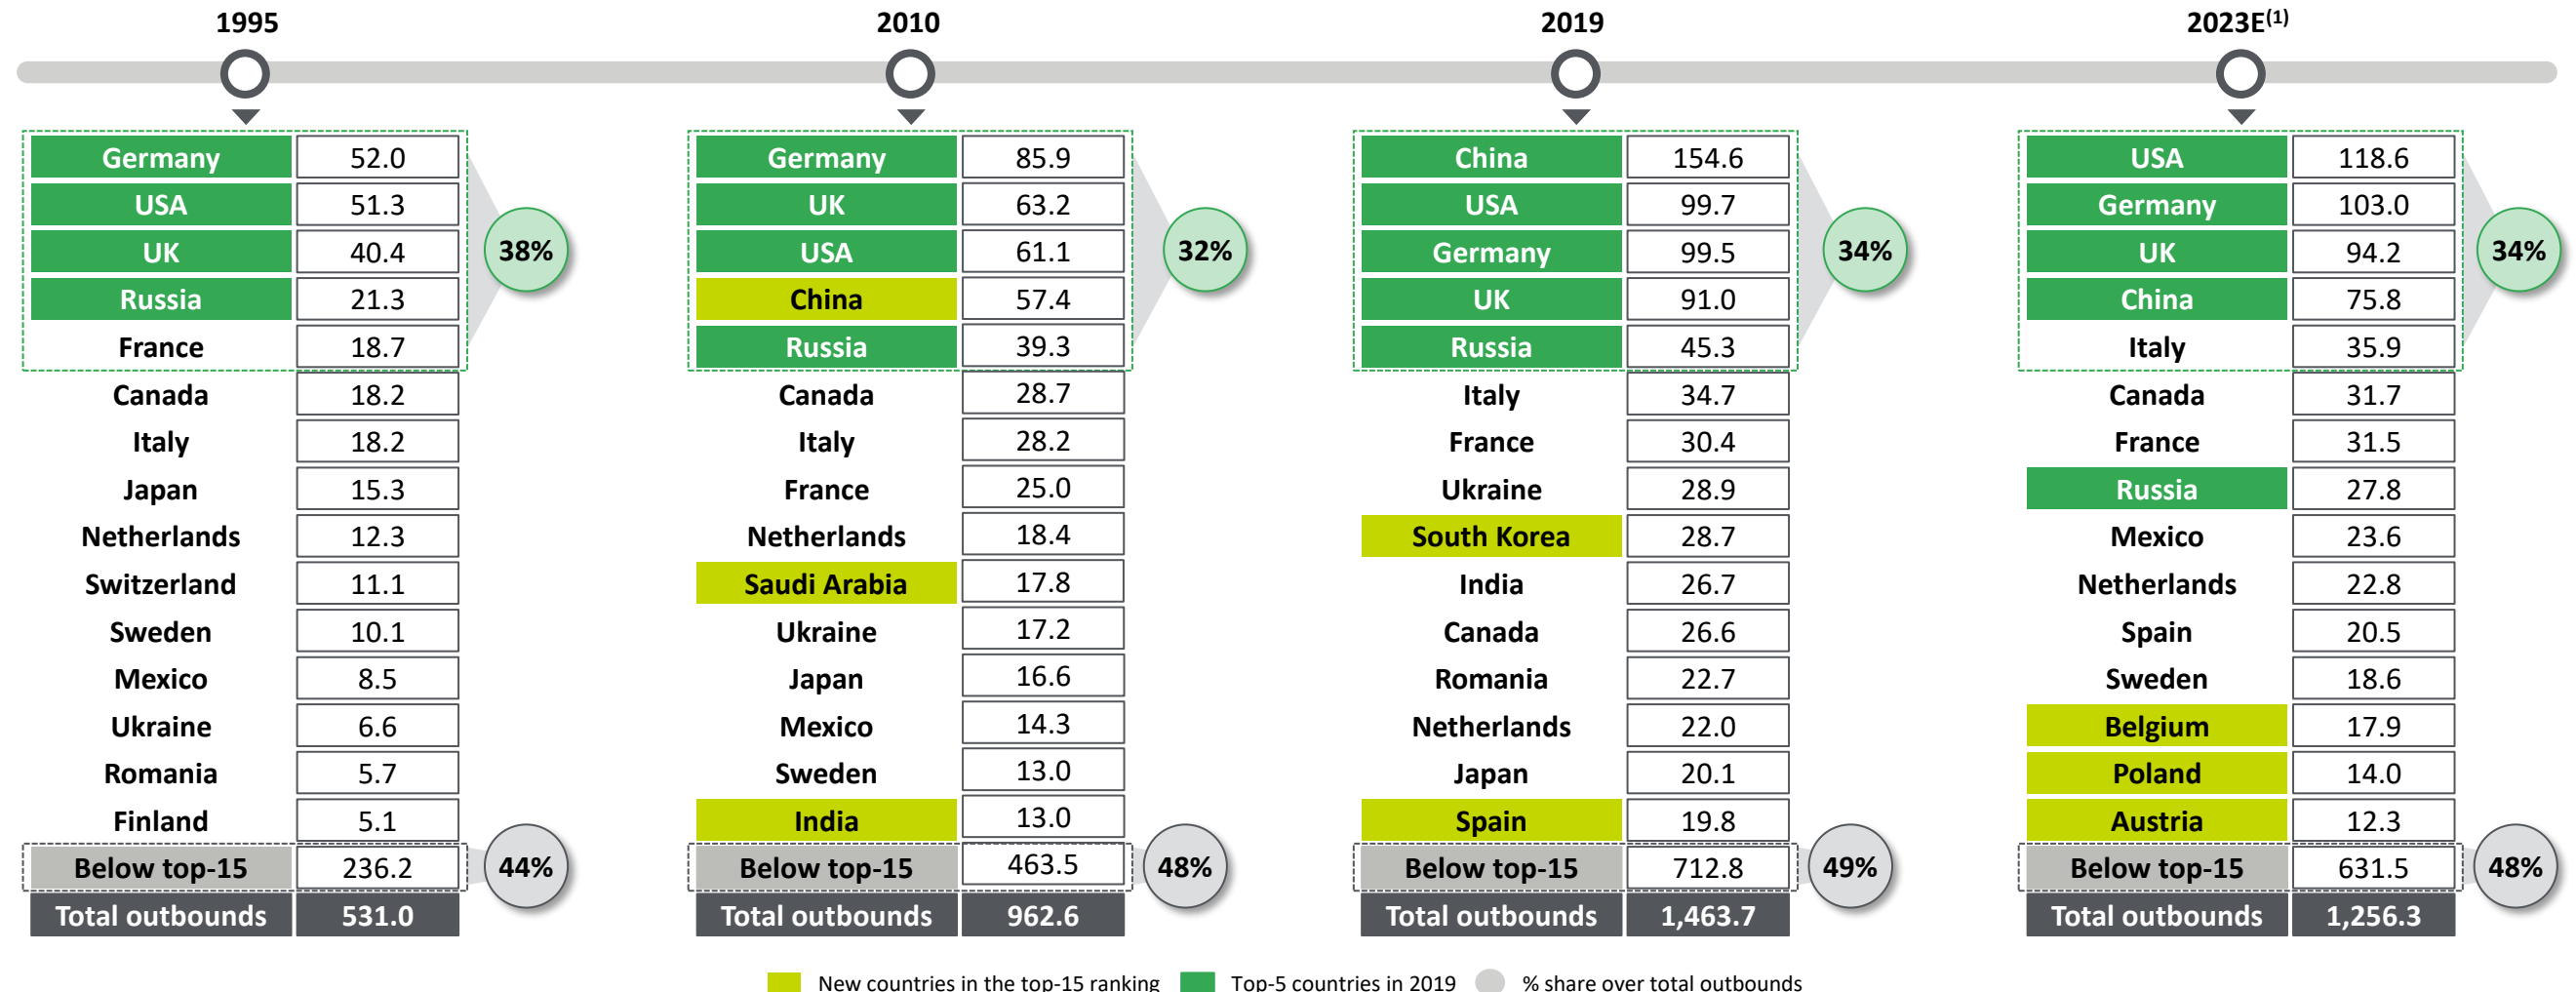 1995 2010 2019 2023E(1)
Germany 52.0 Germany 85.9 China 154.6 USA 118.6
USA 51.3 UK 63.2 USA 99.7 Germany 103.0
UK 40.4 38% USA 61.1 32% Germany 99.5 34% UK 94.2 34%
Russia 21.3 China 57.4 UK 91.0 China 75.8
France 18.7 Russia 39.3 Russia 45.3 Italy 35.9
Canada 18.2 Canada 28.7 Italy 34.7 Canada 31.7
Italy 18.2 Italy 28.2 France 30.4 France 31.5
Japan 15.3 France 25.0 Ukraine 28.9 Russia 27.8
Netherlands 12.3 Netherlands 18.4 South Korea 28.7 Mexico 23.6
Switzerland 11.1 Saudi Arabia 17.8 India 26.7 Netherlands 22.8
Sweden 10.1 Ukraine 17.2 Canada 26.6 Spain 20.5
Mexico 8.5 Japan 16.6 Romania 22.7 Sweden 18.6
Ukraine 6.6 Mexico 14.3 Netherlands 22.0 Belgium 17.9
Romania 5.7 Sweden 13.0 Japan 20.1 Poland 14.0
Finland 5.1 India 13.0 Spain 19.8 Austria 12.3
Below top-15 236.2 44% Below top-15 463.5 48% Below top-15 712.8 49% Below top-15 631.5 48%
Total outbounds 531.0 Total outbounds 962.6 Total outbounds 1,463.7 Total outbounds 1,256.3
New countries in the top-15 ranking Top-5 countries in 2019 % share over total outbounds